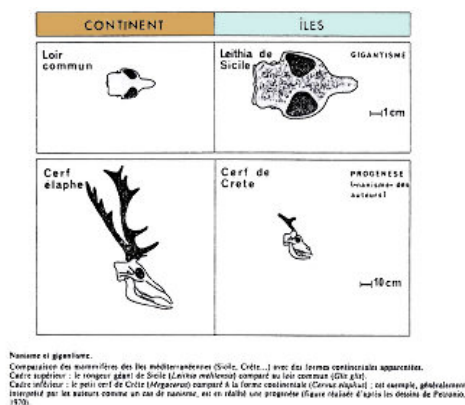 CONTINENT
ÎLES
Loir
commun
Leithia de
Sicile
GIGANTISME
1cm
Cerf
élaphe
Cerf de
Crete
PROGENESE
(nanisme des
auteurs)
10 cm
Nanisme et gigantisme.
Comparaison des mammifères des îles méditerranéennes (Sicile, Crète...) avec des formes continentales apparentées.
Cadre supérieur : le rongeur géant de Sicile (Leithia melitensis) comparé au loir commun (Glis glis).
Cadre inférieur : le petit cerf de Crète (Megaceros) comparé à la forme continentale (Cervus elaphus) ; cet exemple, généralement
interprété par les auteurs comme un cas de nanisme, est en réalité une progenèse (figure réalisée d'après les dessins de Petronio,
1970).